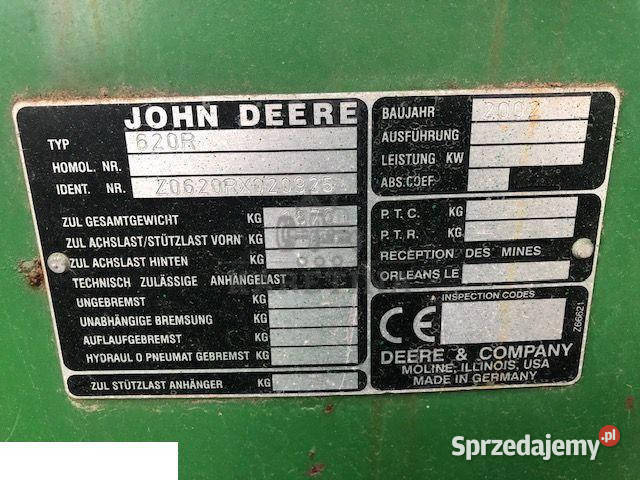 JOHN DEERE
TYP 620R
HOMOL. NR.
IDENT. NR.
ZUL GESAMTGEWICHT KG
ZUL ACHSLAST/STÜTZLAST VORN KG
ZUL ACHSLAST HINTEN KG
TECHNISCH ZULÄSSIGE ANHÄNGELAST
UNGEBREMST KG
UNABHÄNGIGE BREMSUNG KG
AUFLAUFGEBREMST KG
HYDRAUL O PNEUMAT GEBREMST KG
ZUL STÜTZLAST ANHÄNGER KG
BAUJAHR 2002
AUSFÜHRUNG
LEISTUNG KW
ABS.COEF
P. T. C. KG
P. T. R. KG
RECEPTION DES MINES
ORLEANS LE
INSPECTION CODES
CE
Z66621
DEERE & COMPANY
MOLINE, ILLINOIS, USA
MADE IN GERMANY
Sprzedajemy.pl